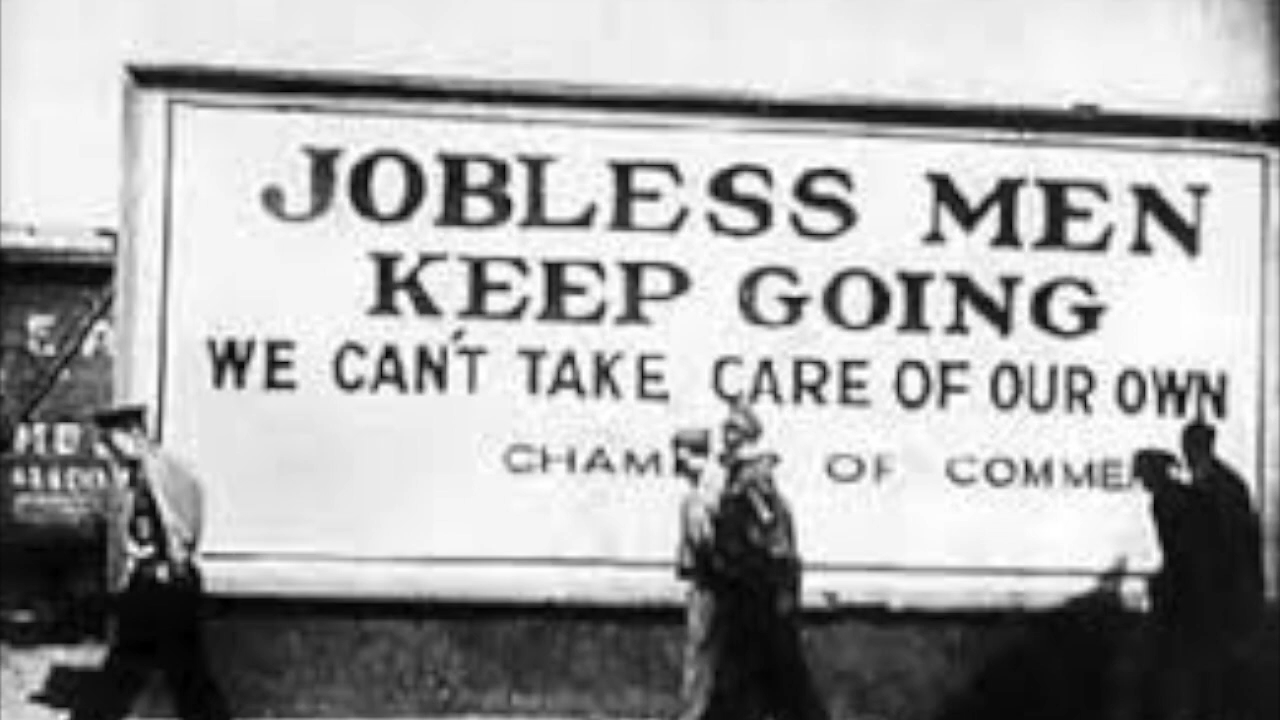 JOBLESS MEN
KEEP GOING
WE CAN'T TAKE CARE OF OUR OWN
OF
E A